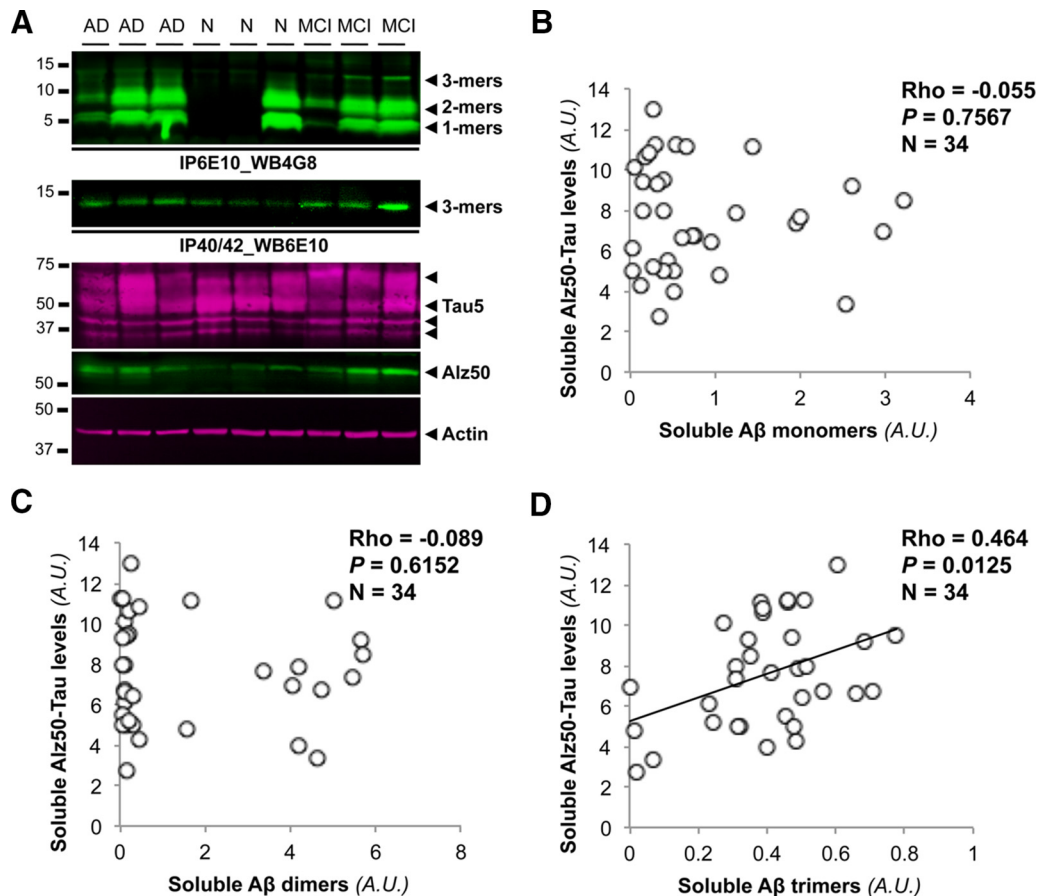 A
AD AD AD N N N MCI MCI MCI
15
10
5
3-mers
2-mers
1-mers
IP6E10_WB4G8
15
3-mers
IP40/42_WB6E10
75
50
37
Tau5
50
Alz50
50
37
Actin
B
Rho = -0.055
P = 0.7567
N = 34
Soluble Alz50-Tau levels (A.U.)
14
12
10
8
6
4
2
0
0 1 2 3 4
Soluble Aβ monomers (A.U.)
C
Rho = -0.089
P = 0.6152
N = 34
Soluble Alz50-Tau levels (A.U.)
14
12
10
8
6
4
2
0
0 2 4 6 8
Soluble Aβ dimers (A.U.)
D
Rho = 0.464
P = 0.0125
N = 34
Soluble Alz50-Tau levels (A.U.)
14
12
10
8
6
4
2
0
0 0.2 0.4 0.6 0.8 1
Soluble Aβ trimers (A.U.)